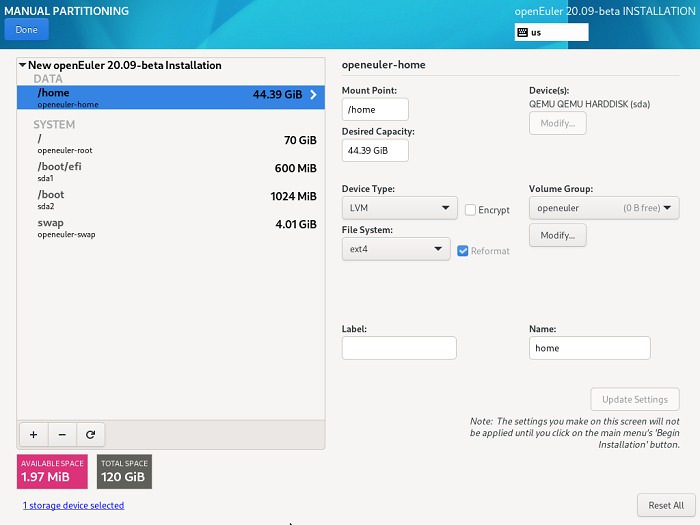 MANUAL PARTITIONING
openEuler 20.09-beta INSTALLATION
Done
us
New openEuler 20.09-beta Installation
DATA
/home
44.39 GiB
openeuler-home
SYSTEM
/
70 GiB
openeuler-root
/boot/efi
600 MiB
sda1
/boot
1024 MiB
sda2
swap
4.01 GiB
openeuler-swap
AVAILABLE SPACE
1.97 MiB
TOTAL SPACE
120 GiB
1 storage device selected
openeuler-home
Mount Point:
/home
Device(s):
QEMU QEMU HARDDISK (sda)
Modify...
Desired Capacity:
44.39 GiB
Device Type:
LVM
Encrypt
Volume Group:
openeuler (0 B free)
Modify...
File System:
ext4
Reformat
Label:
Name:
home
Update Settings
Note: The settings you make on this screen will not
be applied until you click on the main menu's 'Begin
Installation' button.
Reset All